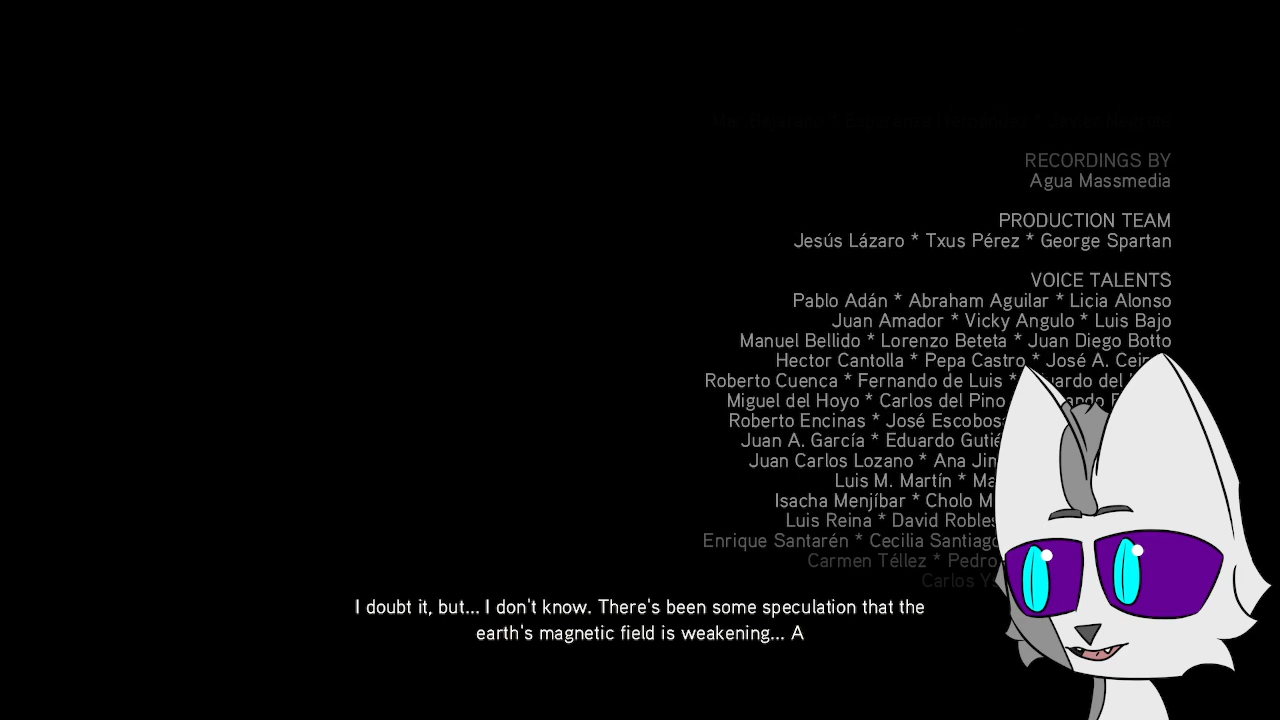 RECORDINGS BY
Agua Massmedia
PRODUCTION TEAM
Jesús Lázaro * Txus Pérez * George Spartan
VOICE TALENTS
Pablo Adán * Abraham Aguilar * Licia Alonso
Juan Amador * Vicky Angulo * Luis Bajo
Manuel Bellido * Lorenzo Beteta * Juan Diego Botto
Hector Cantolla * Pepa Castro * José A.
Roberto Cuenca * Fernando de Luis * del
Miguel del Hoyo * Carlos del Pino
Roberto Encinas * José
Juan A. García * Eduardo
Juan Carlos Lozano * Ana
Luis M. Martín *
Isacha Menjíbar * Cholo
Luis Reina * David Robles
Enrique Santarén * Cecilia Santiago
Carmen Téllez * Pedro
Carlos
I doubt it, but... I don't know. There's been some speculation that the
earth's magnetic field is weakening... A